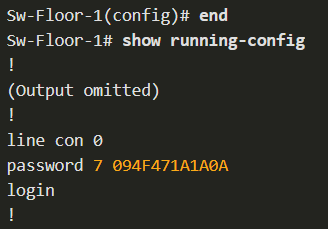 Sw-Floor-1(config)# end
Sw-Floor-1# show running-config
!
(Output omitted)
!
line con 0
password 7 094F471A1A0A
login
!